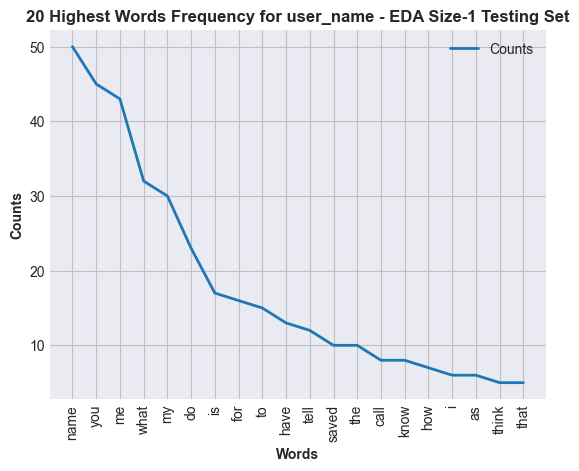 20 Highest Words Frequency for user_name - EDA Size-1 Testing Set
Counts
50
40
30
20
10
Counts
name
you
me
what
my
do
is
for
to
have
tell
saved
the
call
know
how
i
as
think
that
Words